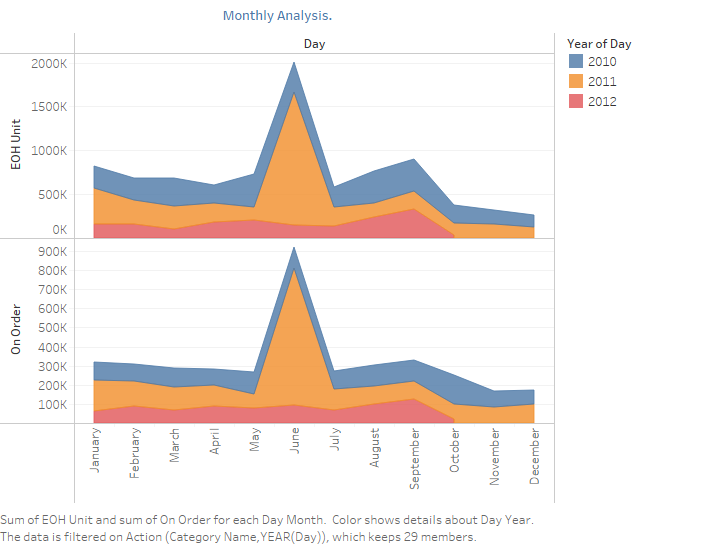 Monthly Analysis.
Day
Year of Day
2010
2011
2012
EOH Unit
2000K
1500K
1000K
500K
0K
On Order
900K
800K
700K
600K
500K
400K
300K
200K
100K
January
February
March
April
May
June
July
August
September
October
November
December
Sum of EOH Unit and sum of On Order for each Day Month.  Color shows details about Day Year.
The data is filtered on Action (Category Name,YEAR(Day)), which keeps 29 members.